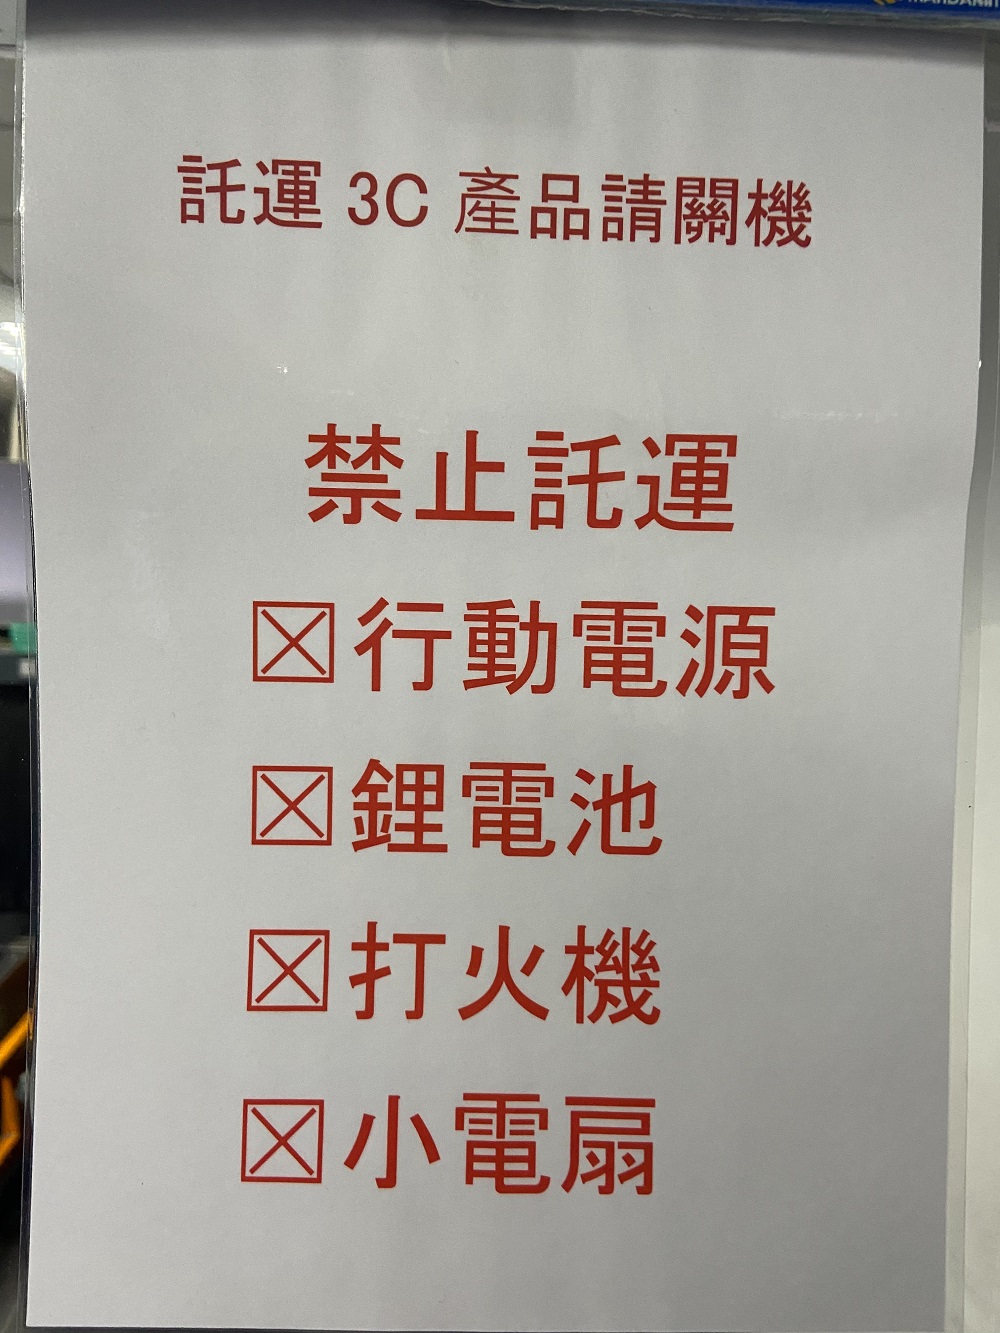 託運 3C 產品請關機
禁止託運
☒行動電源
☒鋰電池
☒打火機
☒小電扇